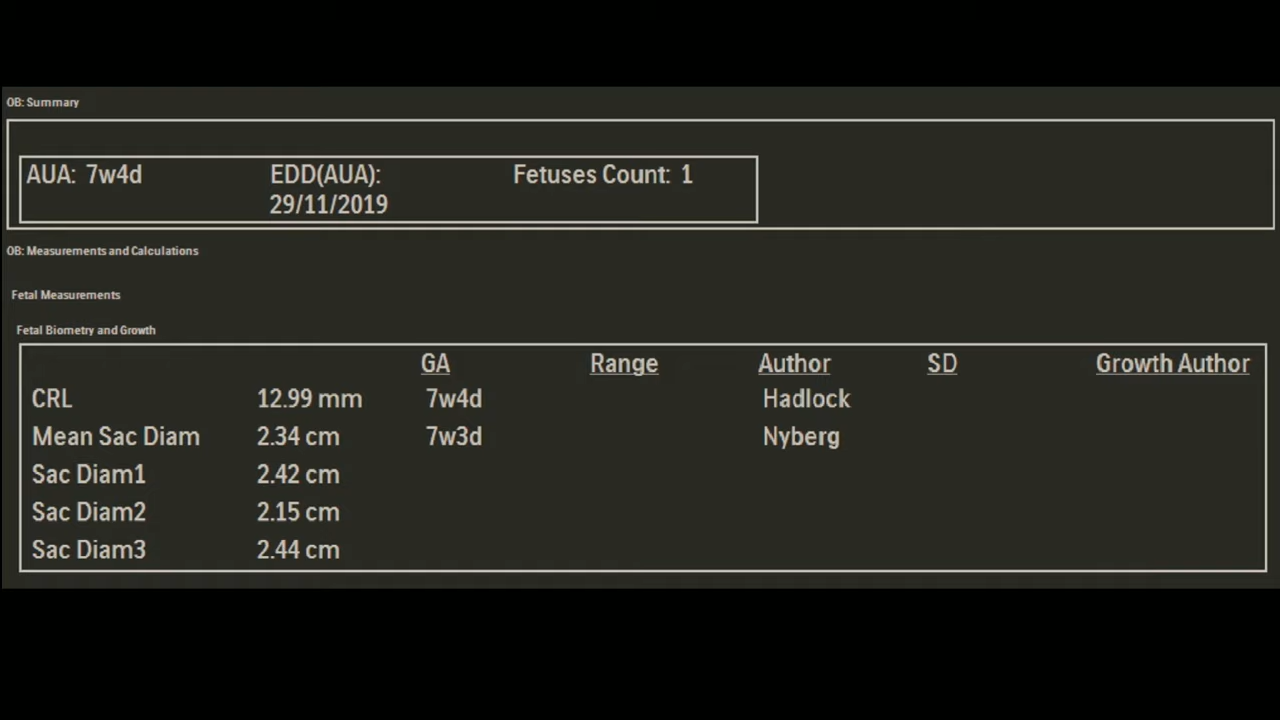 OB: Summary
AUA: 7w4d EDD(AUA): Fetuses Count: 1
29/11/2019
OB: Measurements and Calculations
Fetal Measurements
Fetal Biometry and Growth
GA Range Author SD Growth Author
CRL 12.99 mm 7w4d Hadlock
Mean Sac Diam 2.34 cm 7w3d Nyberg
Sac Diam1 2.42 cm
Sac Diam2 2.15 cm
Sac Diam3 2.44 cm